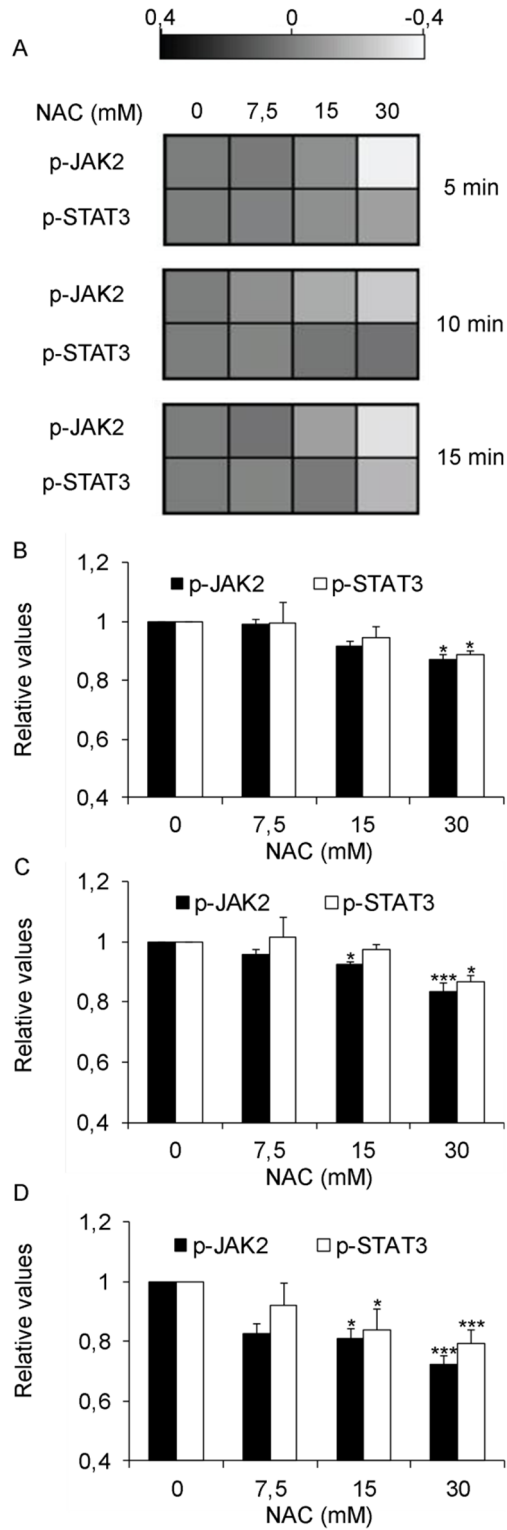 0,4 0 -0,4
A
NAC (mM) 0 7,5 15 30
p-JAK2
5 min
p-STAT3
p-JAK2
10 min
p-STAT3
p-JAK2
15 min
p-STAT3
B
1,2
p-JAK2 p-STAT3
1
* *
0,8
0,6
0,4
Relative values
0 7,5 15 30
NAC (mM)
C
1,2
p-JAK2 p-STAT3
1
* *** *
0,8
0,6
0,4
Relative values
0 7,5 15 30
NAC (mM)
D
1,2
p-JAK2 p-STAT3
1
* * *** ***
0,8
0,6
0,4
Relative values
0 7,5 15 30
NAC (mM)